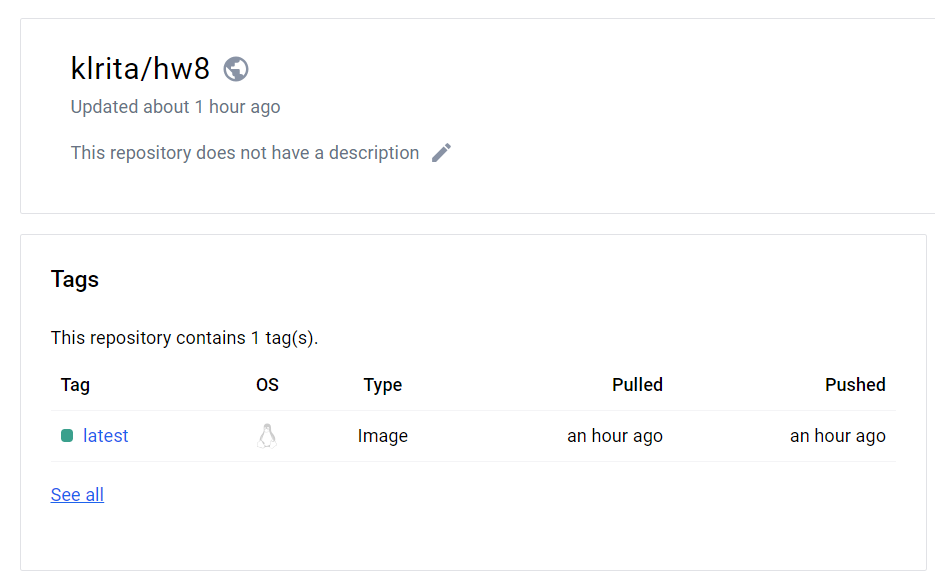 klrita/hw8
Updated about 1 hour ago
This repository does not have a description
Tags
This repository contains 1 tag(s).
Tag OS Type Pulled Pushed
latest Image an hour ago an hour ago
See all